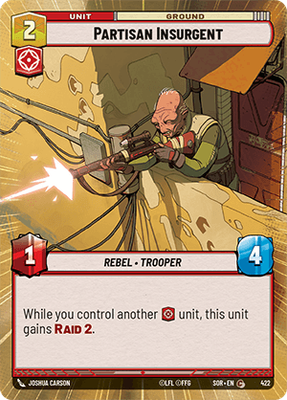 UNIT
GROUND
2
PARTISAN INSURGENT
REBEL • TROOPER
1
4
While you control another unit, this unit
gains RAID 2.
JOSHUA CARSON
©LFL ©FFG
SOR • EN
C
422